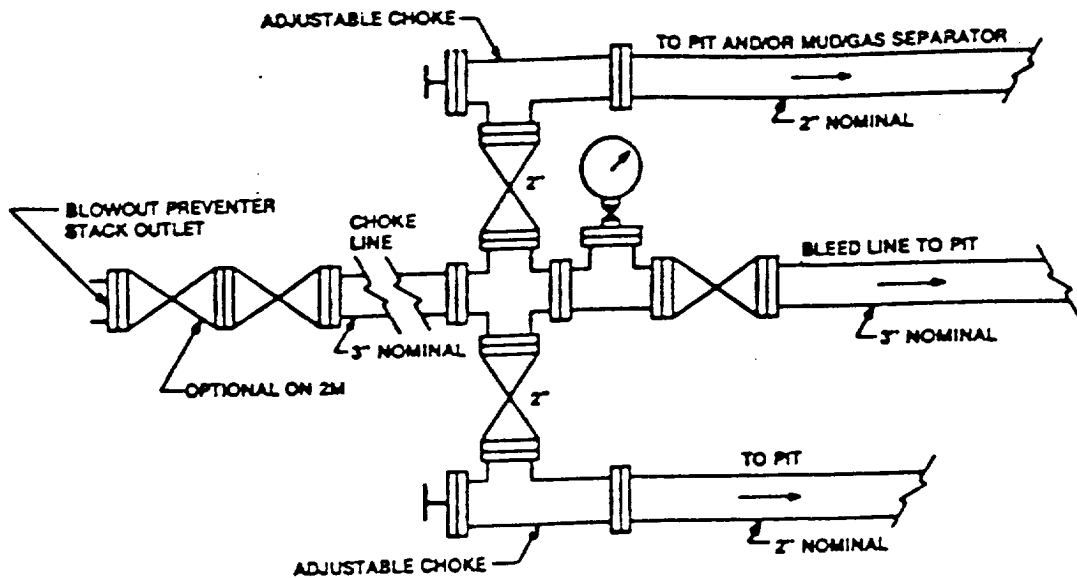 ADJUSTABLE CHOKE
TO PIT AND/OR MUD/GAS SEPARATOR
2" NOMINAL
2"
BLOWOUT PREVENTER
STACK OUTLET
CHOKE
LINE
BLEED LINE TO PIT
3" NOMINAL
3" NOMINAL
OPTIONAL ON 2M
2"
TO PIT
2" NOMINAL
ADJUSTABLE CHOKE